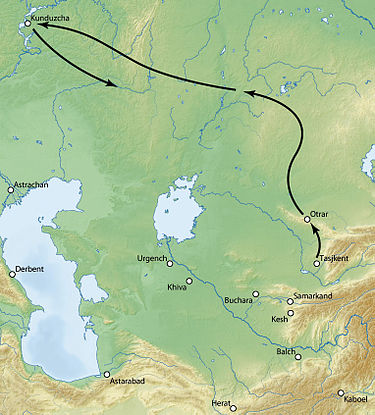 Kunduzcha
Astrachan
Otrar
Derbent
Urgench
Tasjkent
Khiva
Buchara
Samarkand
Kesh
Balch
Astarabad
Herat
Kaboel